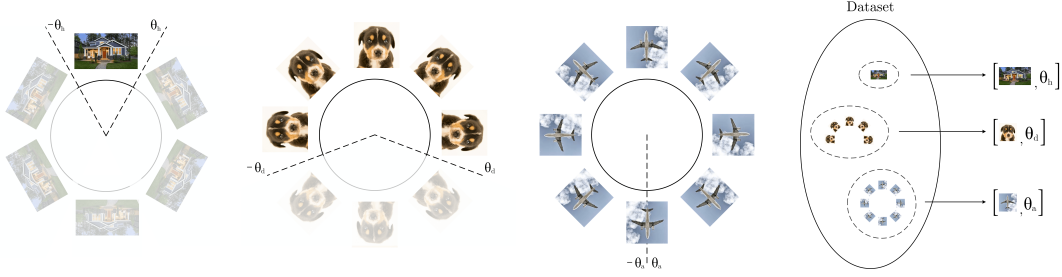 -θh
θh
-θd
θd
-θa
θa
Dataset
[ , θh]
[ , θd]
[ , θa]